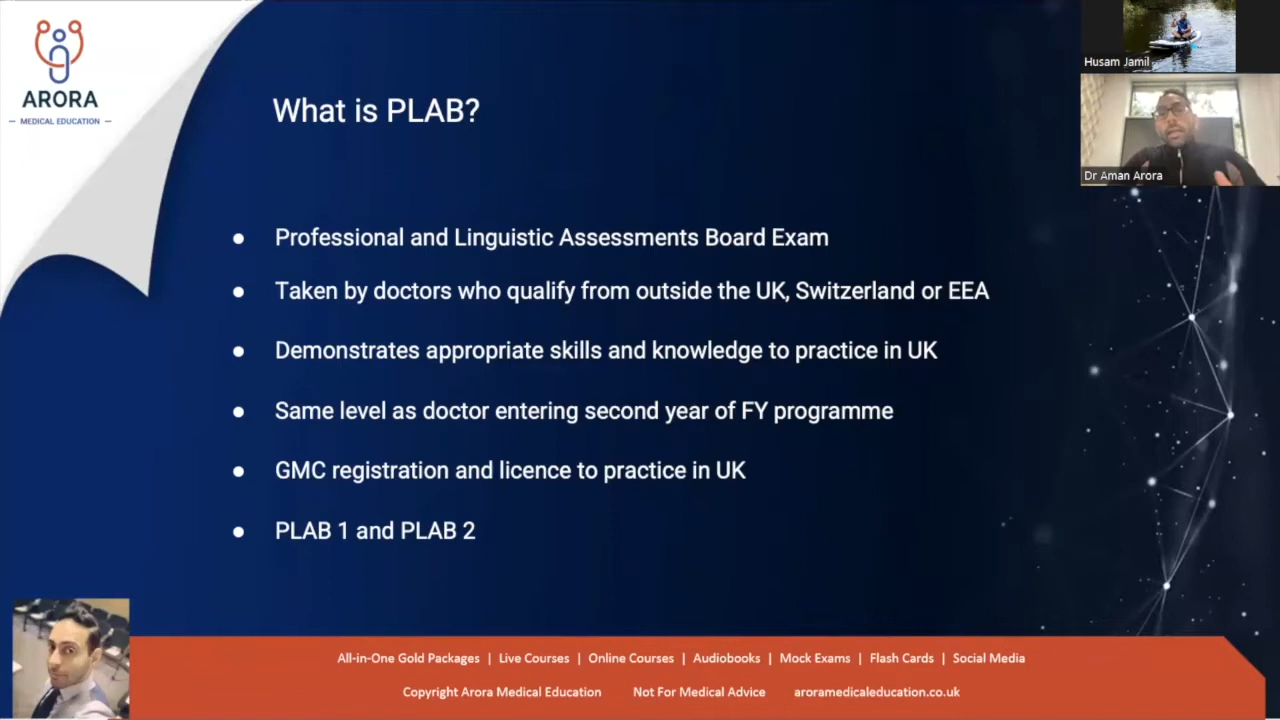 ARORA
MEDICAL EDUCATION
What is PLAB?
Husam Jamil
Dr Aman Arora
Professional and Linguistic Assessments Board Exam
Taken by doctors who qualify from outside the UK, Switzerland or EEA
Demonstrates appropriate skills and knowledge to practice in UK
Same level as doctor entering second year of FY programme
GMC registration and licence to practice in UK
PLAB 1 and PLAB 2
All-in-One Gold Packages | Live Courses | Online Courses | Audiobooks | Mock Exams | Flash Cards | Social Media
Copyright Arora Medical Education Not For Medical Advice aroramedicaleducation.co.uk